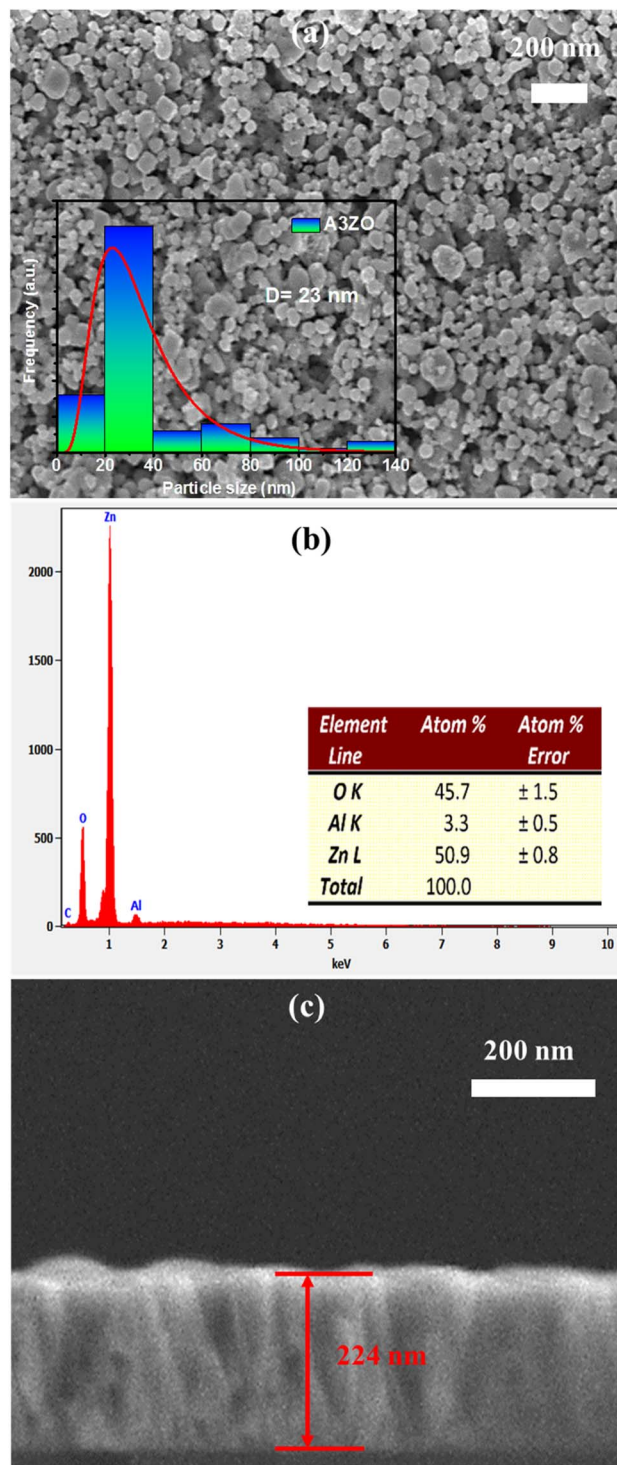 (a)
200 nm
A3ZO
D= 23 nm
Frequency (a.u.)
0 20 40 60 80 100 120 140
Particle size (nm)
(b)
Zn
2000
1500
1000
500
0
O
C
Al
1 2 3 4 5 6 7 8 9 10
keV
Element Line Atom % Atom % Error
O K 45.7 ± 1.5
Al K 3.3 ± 0.5
Zn L 50.9 ± 0.8
Total 100.0
(c)
200 nm
224 nm